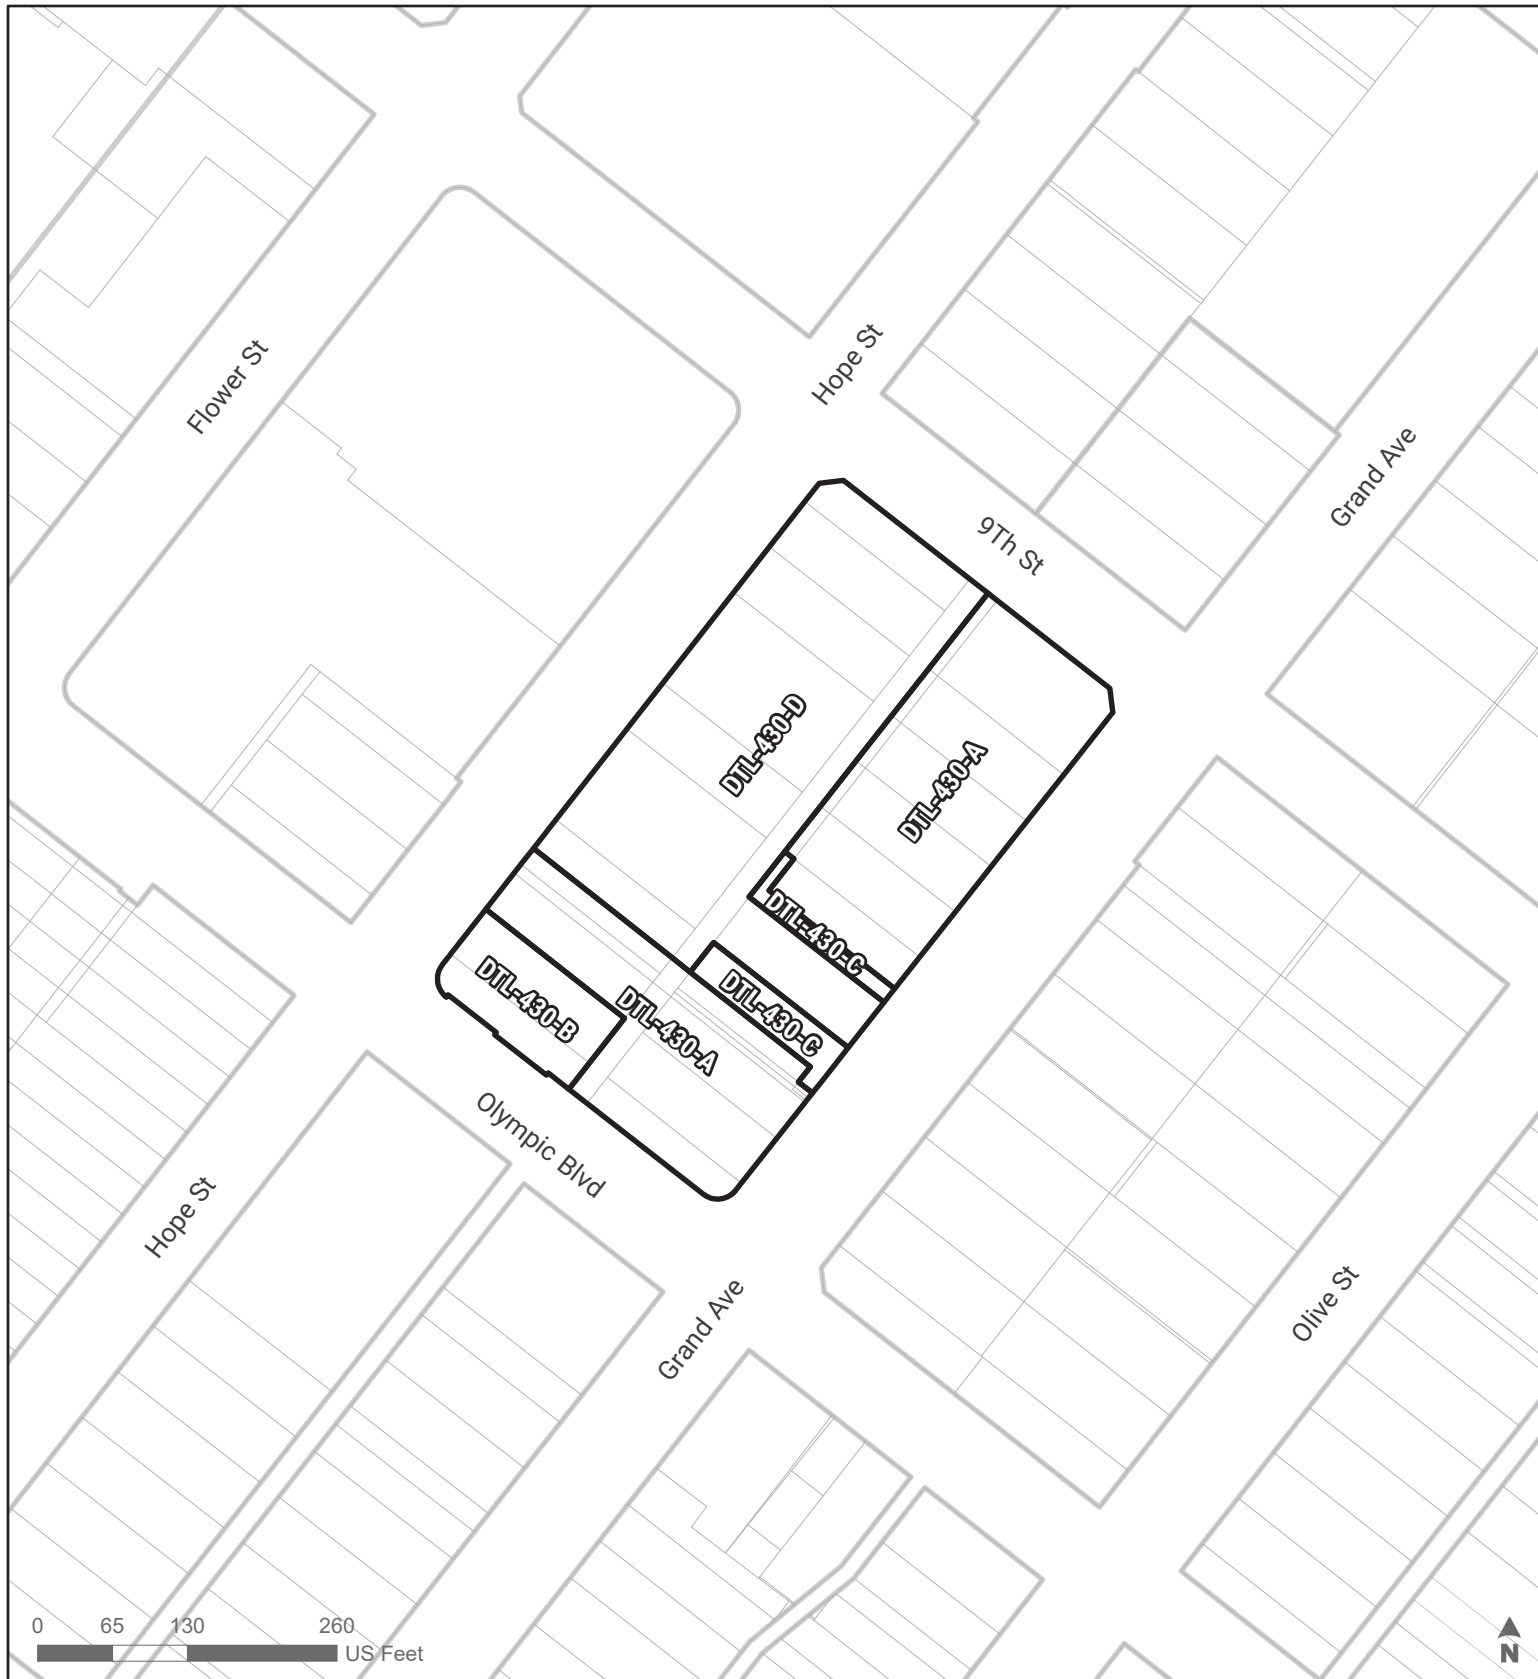 Flower St
Hope St
Grand Ave
9Th St
DTL-430-D
DTL-430-A
DTL-430-C
DTL-430-C
DTL-430-B
DTL-430-A
Olympic Blvd
Hope St
Grand Ave
Olive St
0 65 130 260
US Feet
N